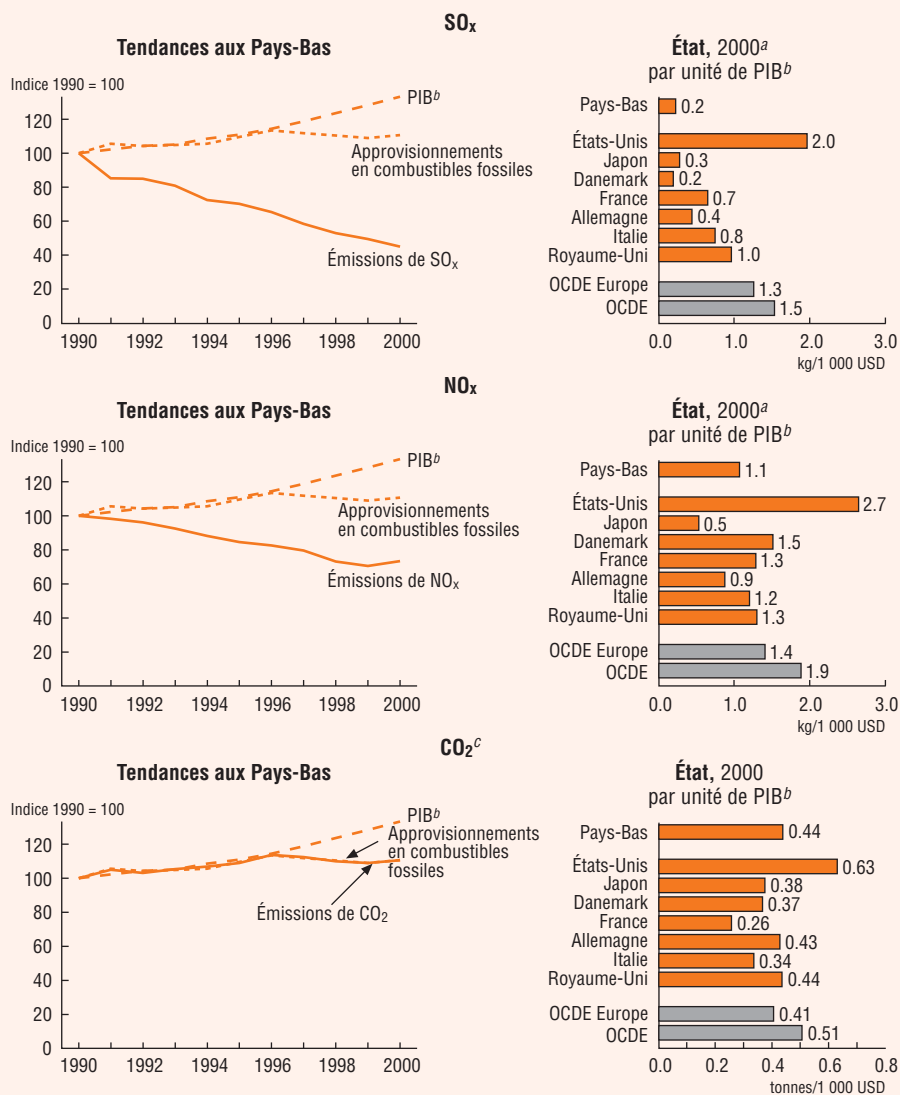 SOx
Tendances aux Pays-Bas
Indice 1990 = 100
120
100
80
60
40
20
0
1990 1992 1994 1996 1998 2000
PIBb
Approvisionnements
en combustibles fossiles
Émissions de SOx
État, 2000a
par unité de PIBb
Pays-Bas 0.2
États-Unis 2.0
Japon 0.3
Danemark 0.2
France 0.7
Allemagne 0.4
Italie 0.8
Royaume-Uni 1.0
OCDE Europe 1.3
OCDE 1.5
0.0 1.0 2.0 3.0
kg/1 000 USD
NOx
Tendances aux Pays-Bas
Indice 1990 = 100
120
100
80
60
40
20
0
1990 1992 1994 1996 1998 2000
PIBb
Approvisionnements
en combustibles fossiles
Émissions de NOx
État, 2000a
par unité de PIBb
Pays-Bas 1.1
États-Unis 2.7
Japon 0.5
Danemark 1.5
France 1.3
Allemagne 0.9
Italie 1.2
Royaume-Uni 1.3
OCDE Europe 1.4
OCDE 1.9
0.0 1.0 2.0 3.0
kg/1 000 USD
CO2c
Tendances aux Pays-Bas
Indice 1990 = 100
120
100
80
60
40
20
0
1990 1992 1994 1996 1998 2000
PIBb
Approvisionnements
en combustibles
fossiles
Émissions de CO2
État, 2000
par unité de PIBb
Pays-Bas 0.44
États-Unis 0.63
Japon 0.38
Danemark 0.37
France 0.26
Allemagne 0.43
Italie 0.34
Royaume-Uni 0.44
OCDE Europe 0.41
OCDE 0.51
0.0 0.2 0.4 0.6 0.8
tonnes/1 000 USD